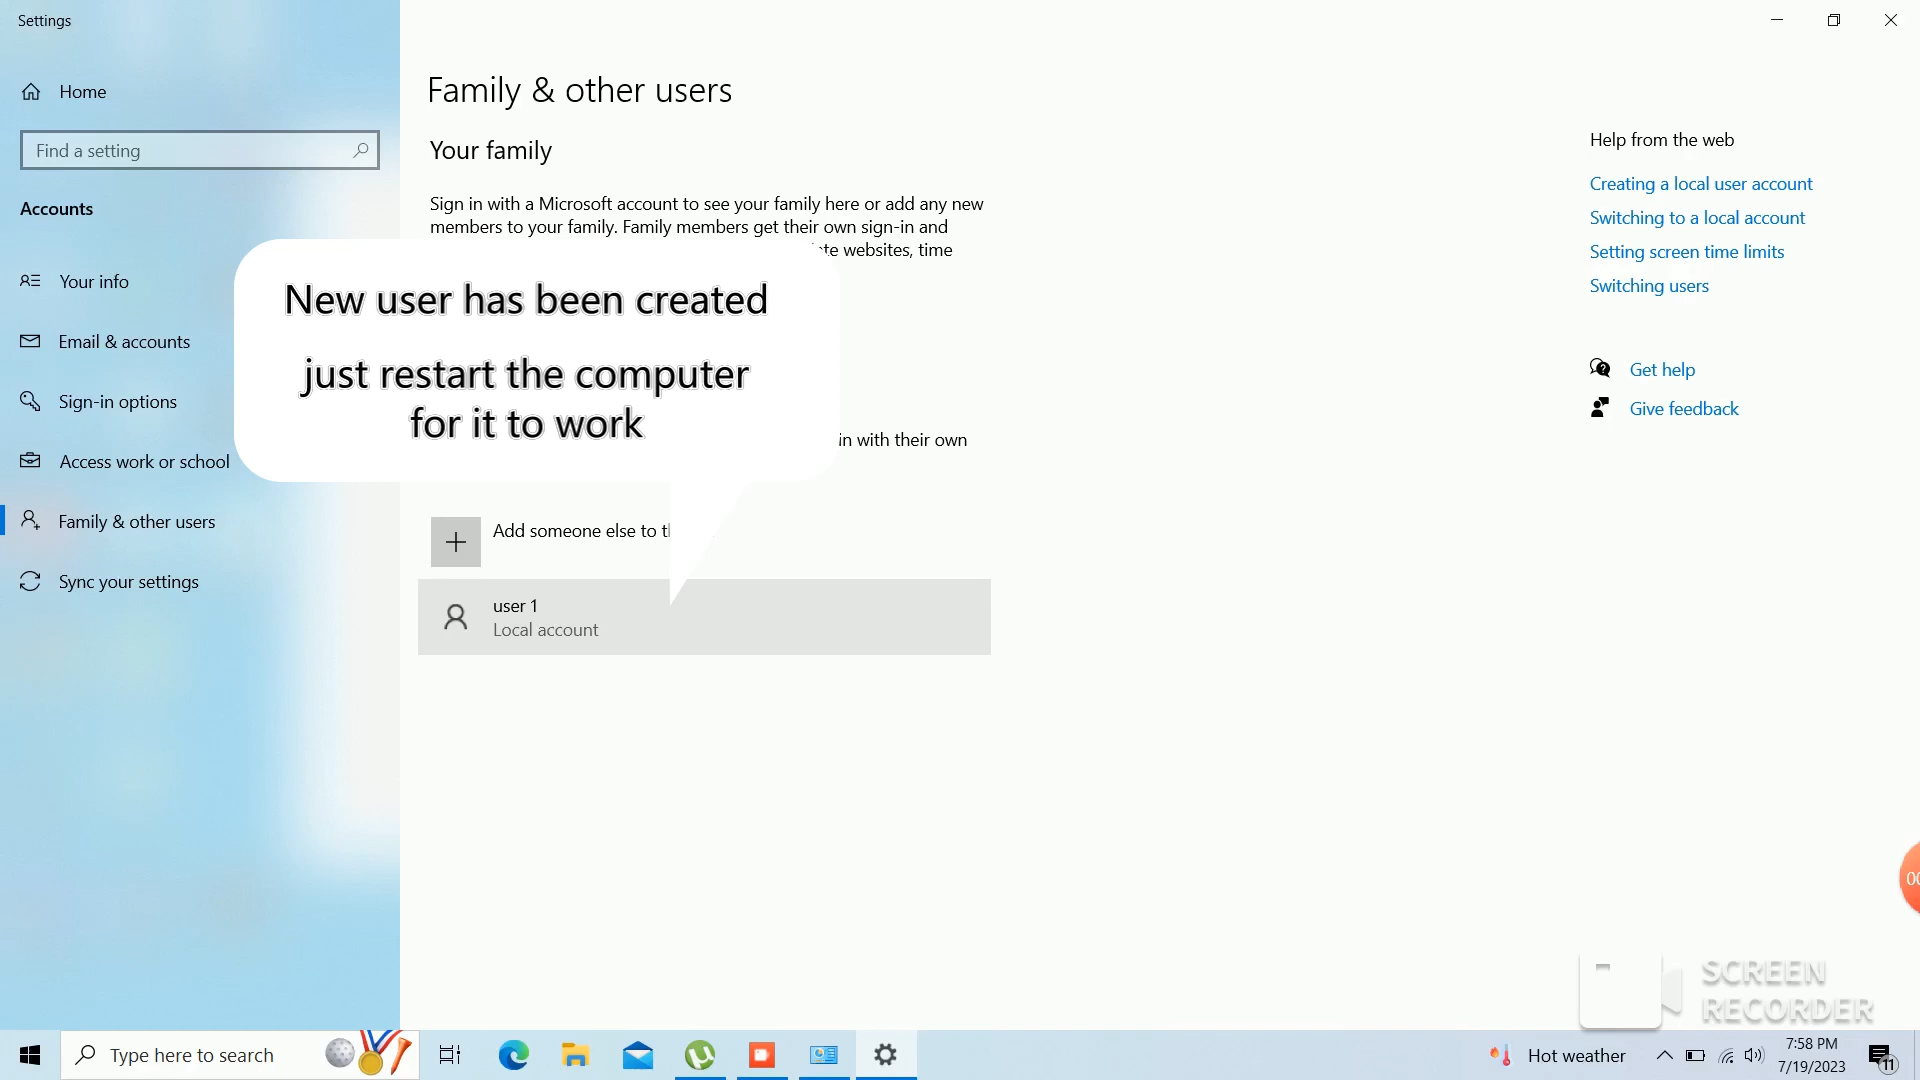 Settings
Home
Find a setting
Accounts
Your info
Email & accounts
Sign-in options
Access work or school
Family & other users
Sync your settings
Family & other users
Your family
Sign in with a Microsoft account to see your family here or add any new
members to your family. Family members get their own sign-in and
websites, time
New user has been created
just restart the computer
for it to work
in with their own
Add someone else to
user 1
Local account
Help from the web
Creating a local user account
Switching to a local account
Setting screen time limits
Switching users
Get help
Give feedback
00
SCREEN
RECORDER
Type here to search
Hot weather
7:58 PM
7/19/2023
11